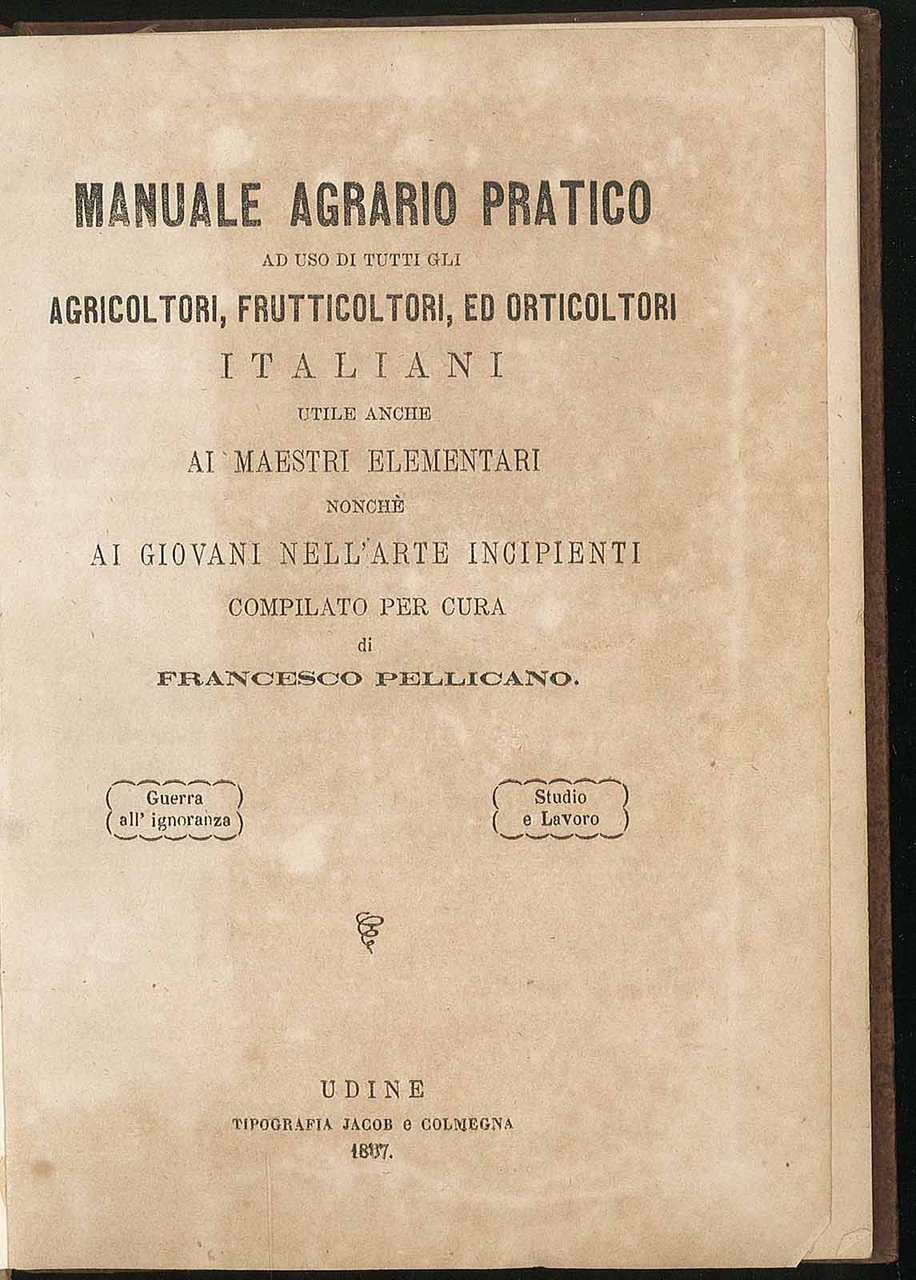 MANUALE AGRARIO PRATICO
AD USO DI TUTTI GLI
AGRICOLTORI, FRUTTICOLTORI, ED ORTICOLTORI
ITALIANI
UTILE ANCHE
AI MAESTRI ELEMENTARI
NONCHÈ
AI GIOVANI NELL'ARTE INCIPIENTI
COMPILATO PER CURA
di
FRANCESCO PELLICANO.
Guerra
all' ignoranza
Studio
e Lavoro
UDINE
TIPOGRAFIA JACOB e COLMEGNA